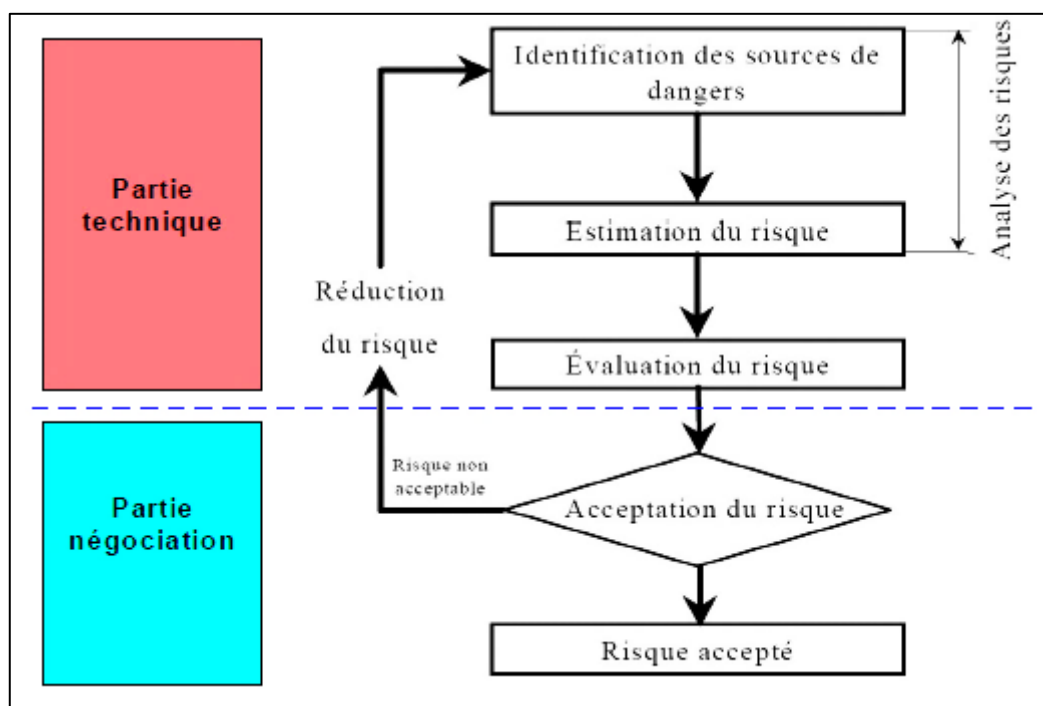 Partie
technique
Identification des sources de
dangers
Analyse des risques
Estimation du risque
Réduction
du risque
Évaluation du risque
Partie
négociation
Risque non
acceptable
Acceptation du risque
Risque accepté